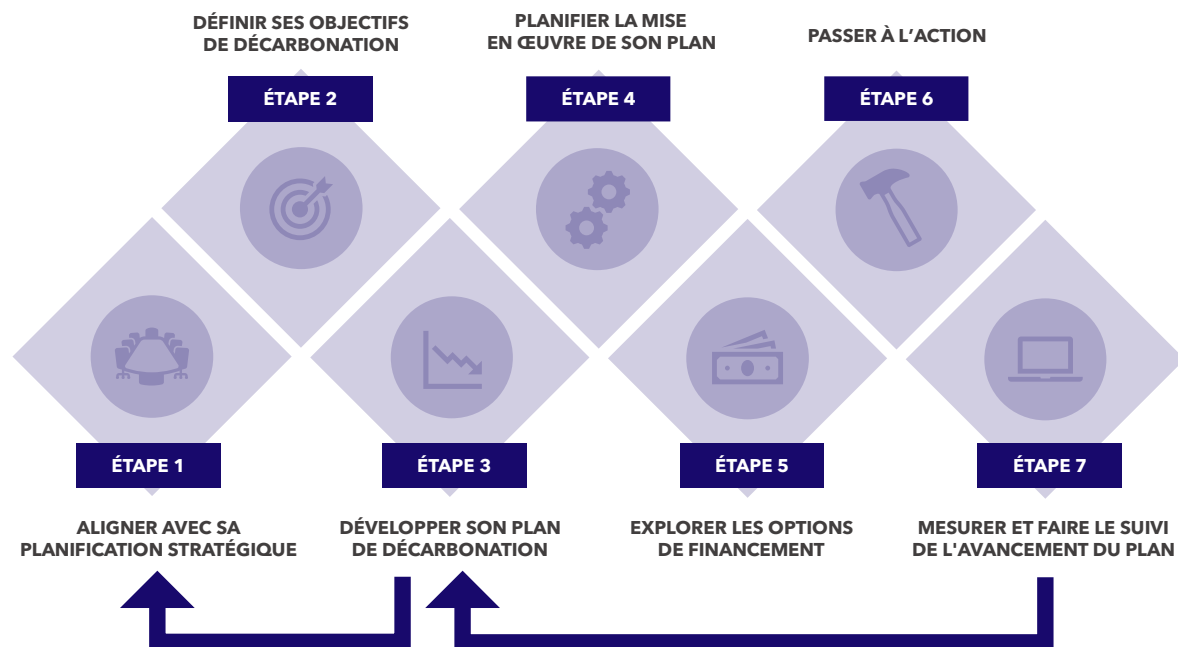 DÉFINIR SES OBJECTIFS
DE DÉCARBONATION
ÉTAPE 2
PLANIFIER LA MISE
EN ŒUVRE DE SON PLAN
ÉTAPE 4
PASSER À L'ACTION
ÉTAPE 6
ÉTAPE 1
ALIGNER AVEC SA
PLANIFICATION STRATÉGIQUE
ÉTAPE 3
DÉVELOPPER SON PLAN
DE DÉCARBONATION
ÉTAPE 5
EXPLORER LES OPTIONS
DE FINANCEMENT
ÉTAPE 7
MESURER ET FAIRE LE SUIVI
DE L'AVANCEMENT DU PLAN